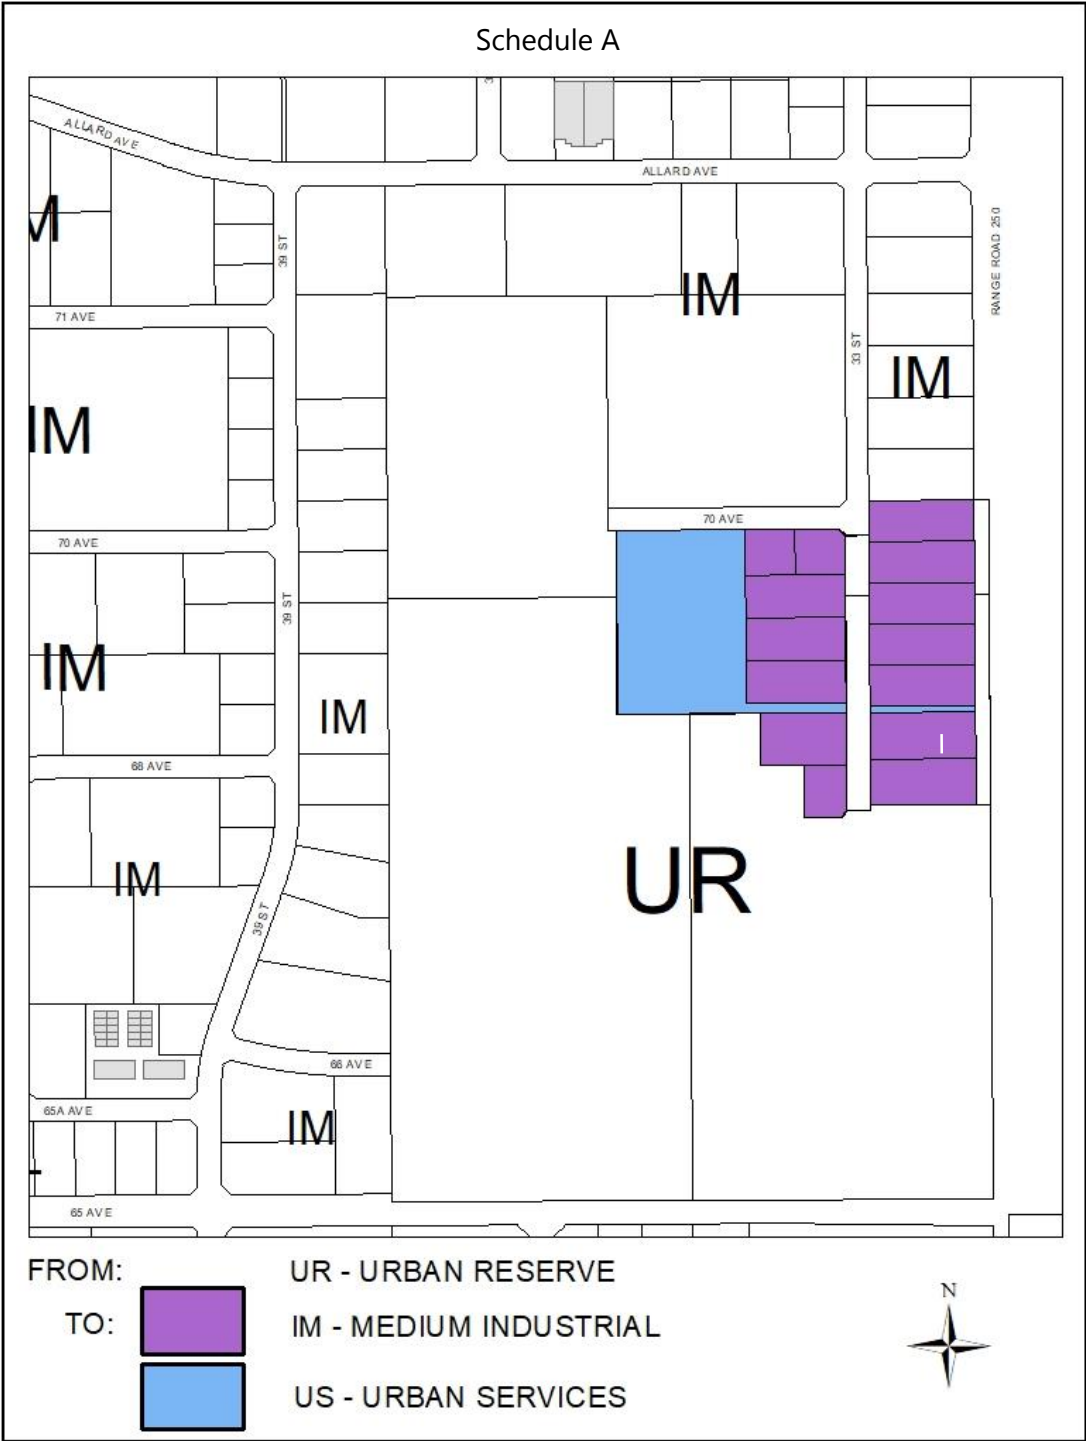 Schedule A
3
ALLARD AVE
ALLARD AVE
RANGE ROAD 250
M
39 ST
IM
71 AVE
33 ST
IM
IM
70 AVE
70 AVE
39 ST
IM
IM
I
68 AVE
IM
UR
39 ST
66 AVE
65A AVE
IM
65 AVE
FROM: UR - URBAN RESERVE
N
TO: IM - MEDIUM INDUSTRIAL
US - URBAN SERVICES